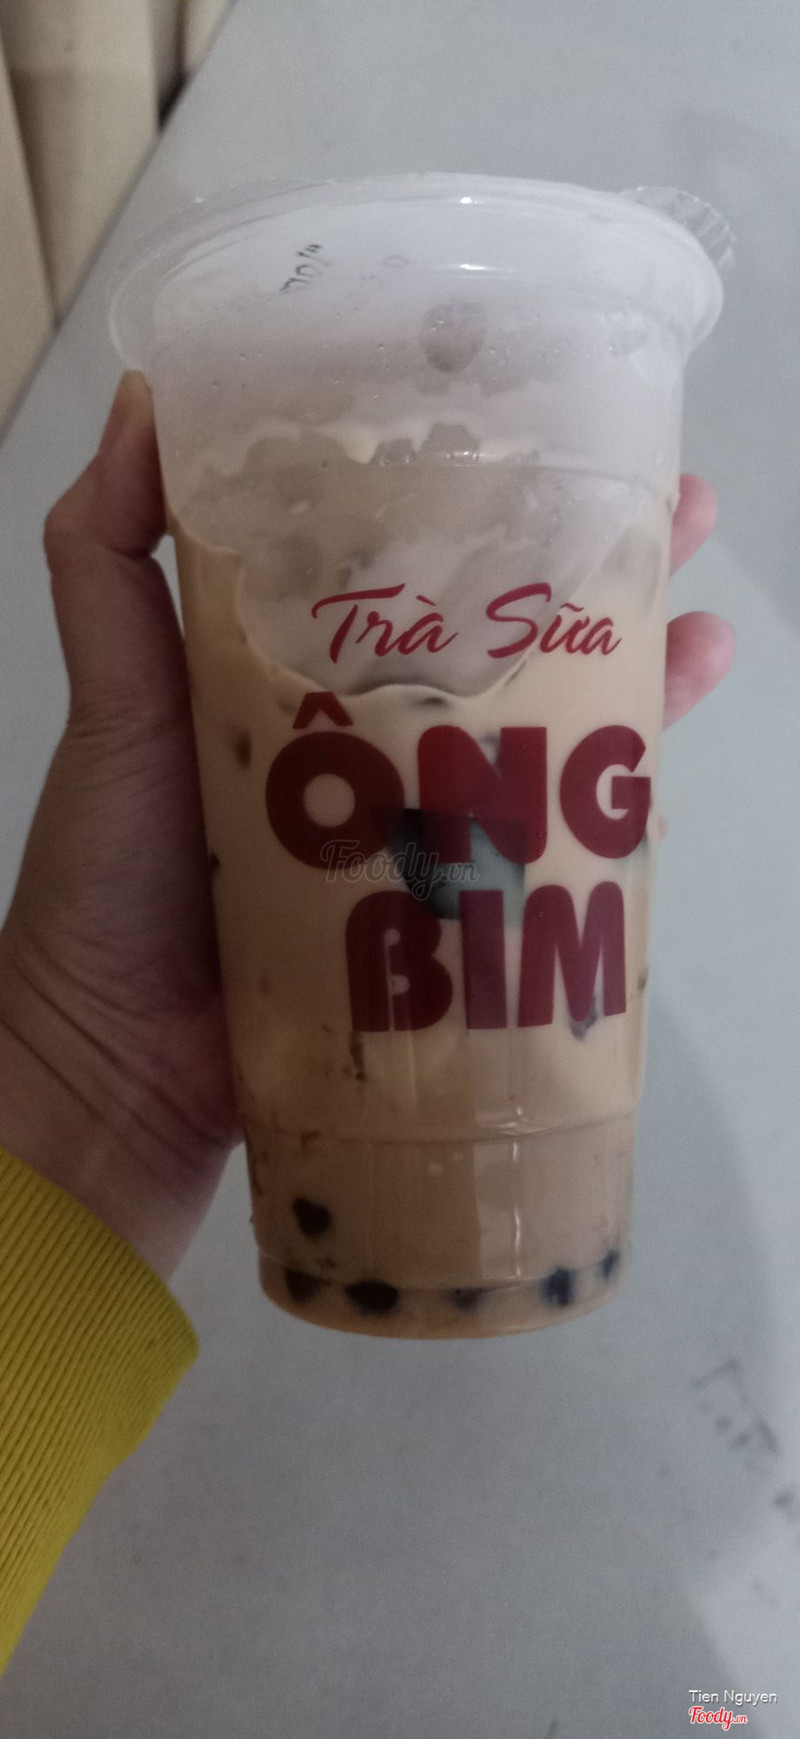 Trà Sữa
ÔNG
BIM
Foody.vn
Tien Nguyen
Foody.vn